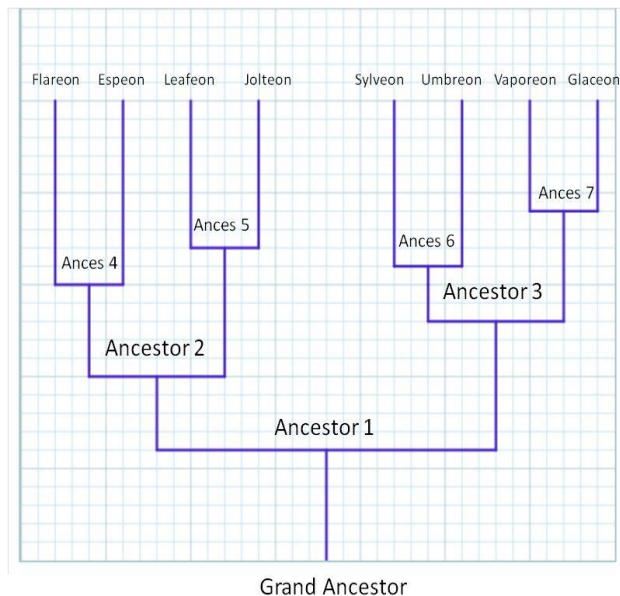 Flareon Espeon Leafeon Jolteon Sylveon Umbreon Vaporeon Glaceon
Ances 7
Ances 5
Ances 6
Ances 4
Ancestor 3
Ancestor 2
Ancestor 1
Grand Ancestor